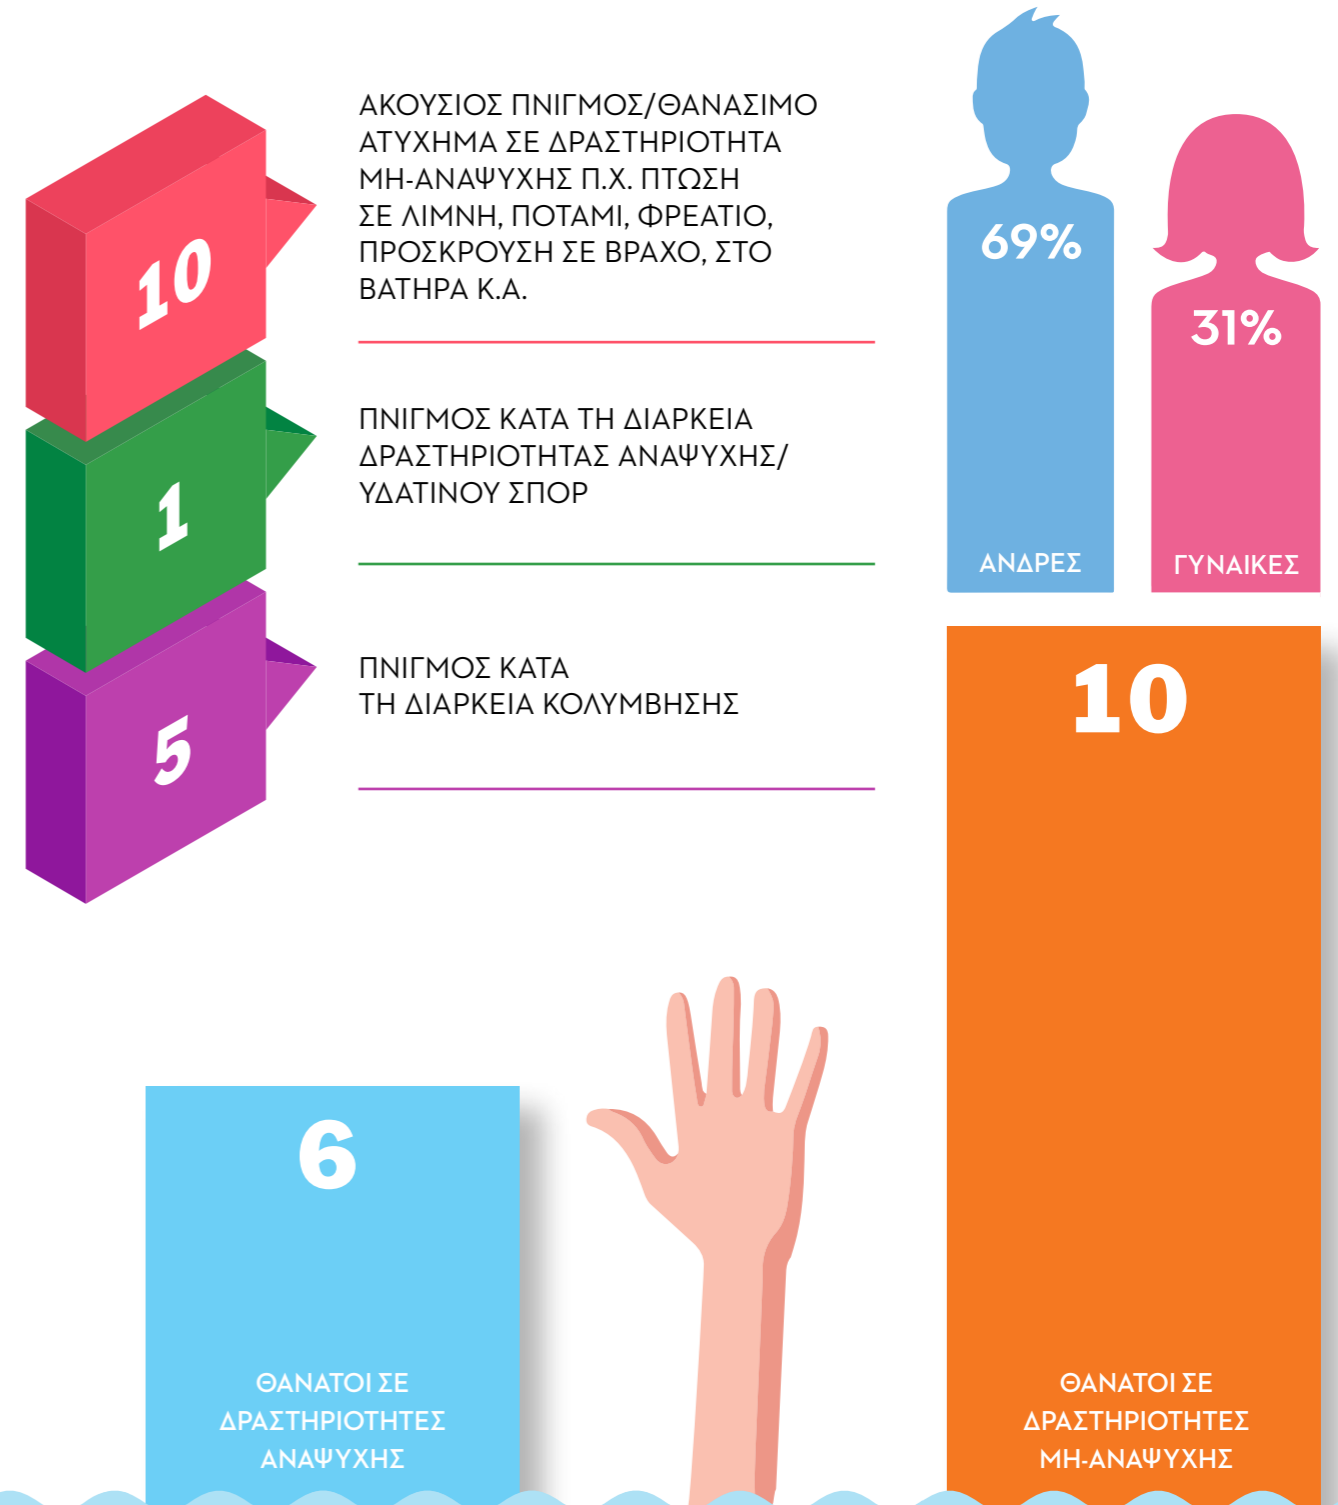 10
ΑΚΟΥΣΙΟΣ ΠΝΙΓΜΟΣ/ΘΑΝΑΣΙΜΟ
ΑΤΥΧΗΜΑ ΣΕ ΔΡΑΣΤΗΡΙΟΤΗΤΑ
ΜΗ-ΑΝΑΨΥΧΗΣ Π.Χ. ΠΤΩΣΗ
ΣΕ ΛΙΜΝΗ, ΠΟΤΑΜΙ, ΦΡΕΑΤΙΟ,
ΠΡΟΣΚΡΟΥΣΗ ΣΕ ΒΡΑΧΟ, ΣΤΟ
ΒΑΤΗΡΑ Κ.Α.
1
ΠΝΙΓΜΟΣ ΚΑΤΑ ΤΗ ΔΙΑΡΚΕΙΑ
ΔΡΑΣΤΗΡΙΟΤΗΤΑΣ ΑΝΑΨΥΧΗΣ/
ΥΔΑΤΙΝΟΥ ΣΠΟΡ
5
ΠΝΙΓΜΟΣ ΚΑΤΑ
ΤΗ ΔΙΑΡΚΕΙΑ ΚΟΛΥΜΒΗΣΗΣ
69%
ΑΝΔΡΕΣ
31%
ΓΥΝΑΙΚΕΣ
6
ΘΑΝΑΤΟΙ ΣΕ
ΔΡΑΣΤΗΡΙΟΤΗΤΕΣ
ΑΝΑΨΥΧΗΣ
10
ΘΑΝΑΤΟΙ ΣΕ
ΔΡΑΣΤΗΡΙΟΤΗΤΕΣ
ΜΗ-ΑΝΑΨΥΧΗΣ